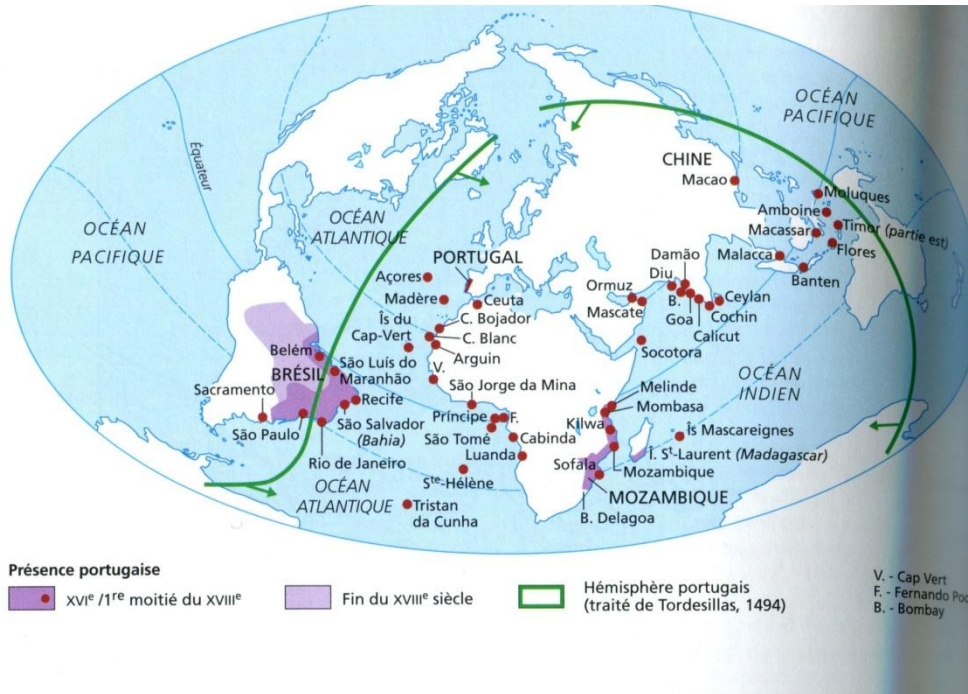 OCÉAN
PACIFIQUE
Équateur
CHINE
Macao
Moluques
Amboine
Timor (partie est)
Macassar
Flores
Malacca
Banten
OCÉAN
PACIFIQUE
OCÉAN
ATLANTIQUE
PORTUGAL
Açores
Madère
Ceuta
Îs du
Cap-Vert
C. Bojador
C. Blanc
Arguin
V.
Damão
Diu
Ormuz
Mascate
B.
Goa
Ceylan
Cochin
Calicut
Socotora
OCÉAN
INDIEN
Belém
BRÉSIL
São Luís do
Maranhão
Sacramento
Recife
São Paulo
São Salvador
(Bahia)
Rio de Janeiro
São Jorge da Mina
Príncipe
F.
São Tomé
Cabinda
Luanda
Ste-Hélène
Melinde
Mombasa
Kilwa
Îs Mascareignes
Î. St-Laurent (Madagascar)
Sofala
Mozambique
MOZAMBIQUE
B. Delagoa
OCÉAN
ATLANTIQUE
Tristan
da Cunha
Présence portugaise
XVIe /1re moitié du XVIIIe
Fin du XVIIIe siècle
Hémisphère portugais
(traité de Tordesillas, 1494)
V. - Cap Vert
F. - Fernando
B. - Bombay